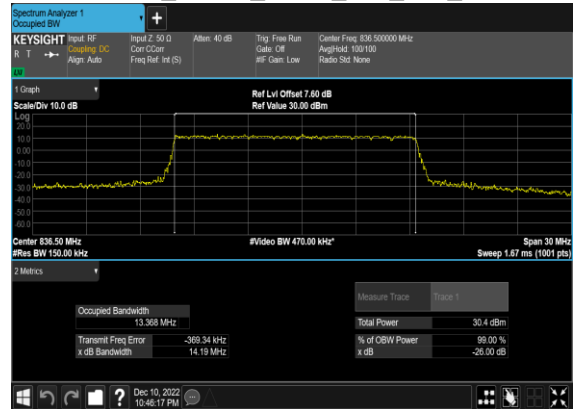 Spectrum Analyzer 1
Occupied BW
+
KEYSIGHT Input: RF Input Z: 50 Ω Atten: 40 dB Trig: Free Run Center Freq: 836.500000 MHz
R T Coupling: DC Corr CCorr Gate: Off Avg|Hold: 100/100
Align: Auto Freq Ref: Int (S) #IF Gain: Low Radio Std: None
LW
1 Graph
Ref Lvl Offset 7.60 dB
Scale/Div 10.0 dB Ref Value 30.00 dBm
Log
20.0
10.0
0.00
-10.0
-20.0
-30.0
-40.0
-50.0
-60.0
Center 836.50 MHz #Video BW 470.00 kHz* Span 30 MHz
#Res BW 150.00 kHz Sweep 1.67 ms (1001 pts)
2 Metrics
Measure Trace Trace 1
Occupied Bandwidth
13.368 MHz Total Power 30.4 dBm
Transmit Freq Error -369.34 kHz % of OBW Power 99.00 %
x dB Bandwidth 14.19 MHz x dB -26.00 dB
? Dec 10, 2022
10:46:17 PM